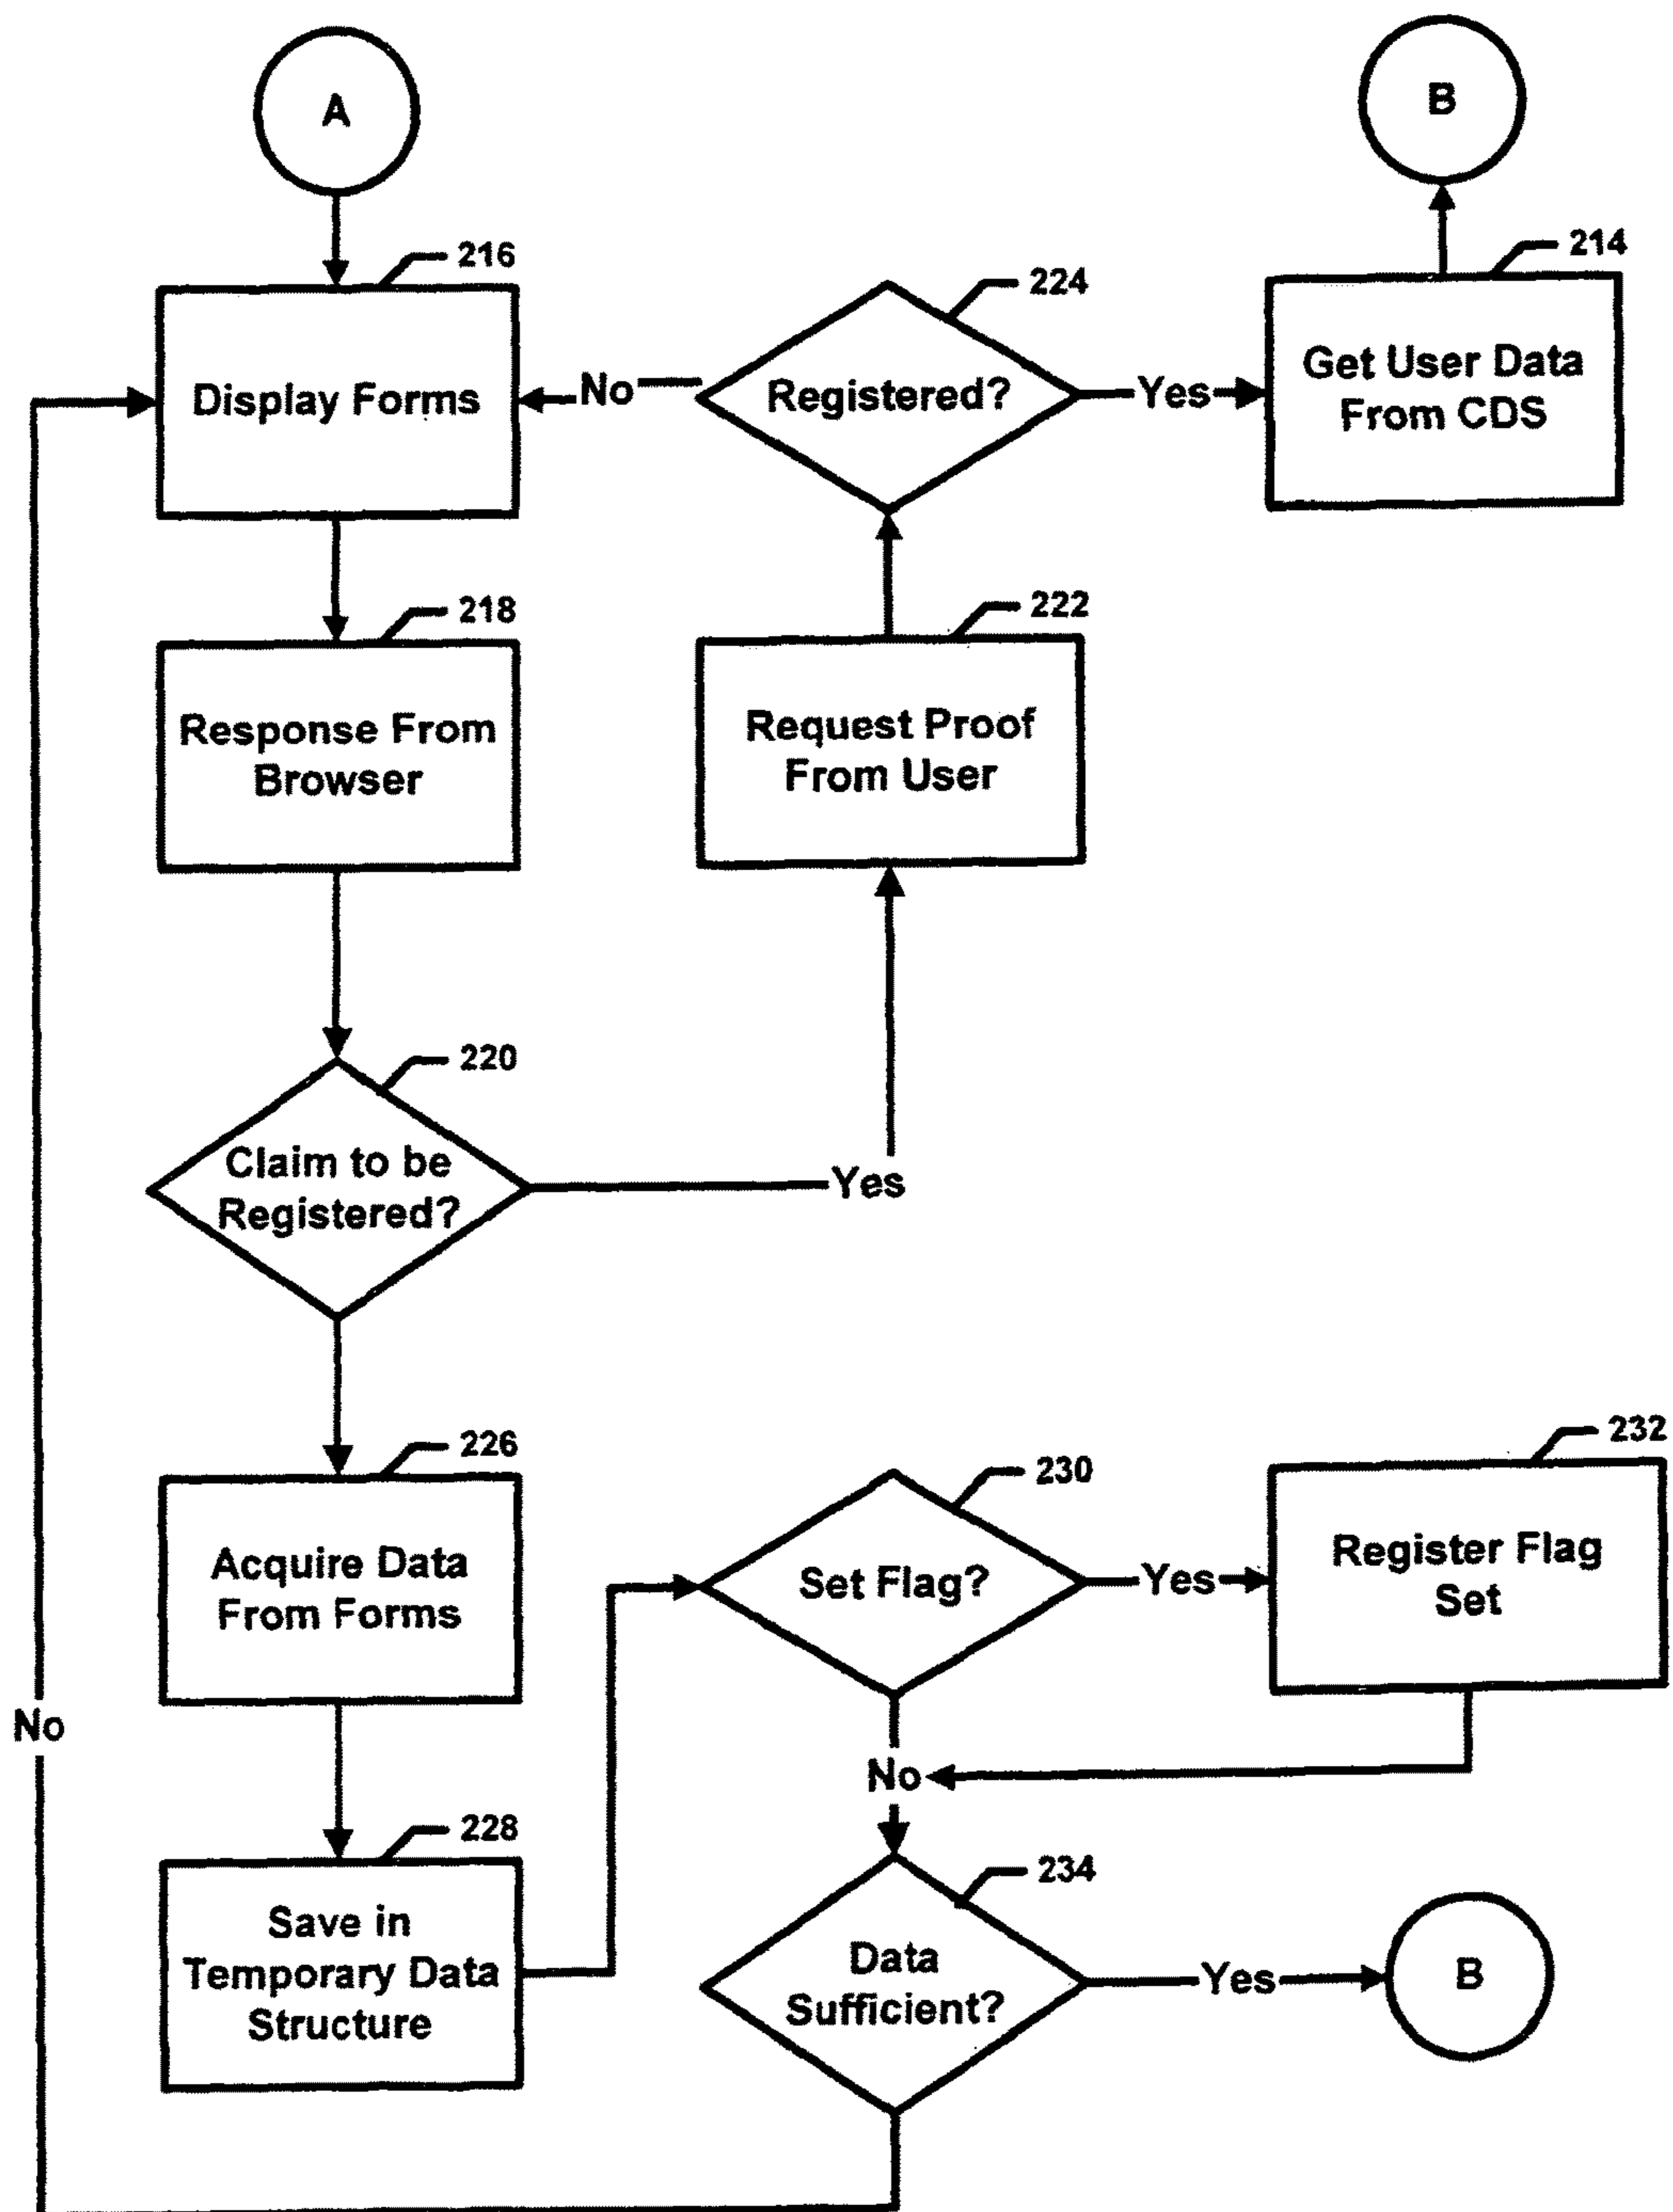 A
B
216
214
224
Display Forms
No
Registered?
Yes
Get User Data
From CDS
218
222
Response From
Browser
Request Proof
From User
220
Claim to be
Registered?
Yes
226
230
232
Acquire Data
From Forms
Set Flag?
Yes
Register Flag
Set
No
No
228
234
Save in
Temporary Data
Structure
Data
Sufficient?
Yes
B